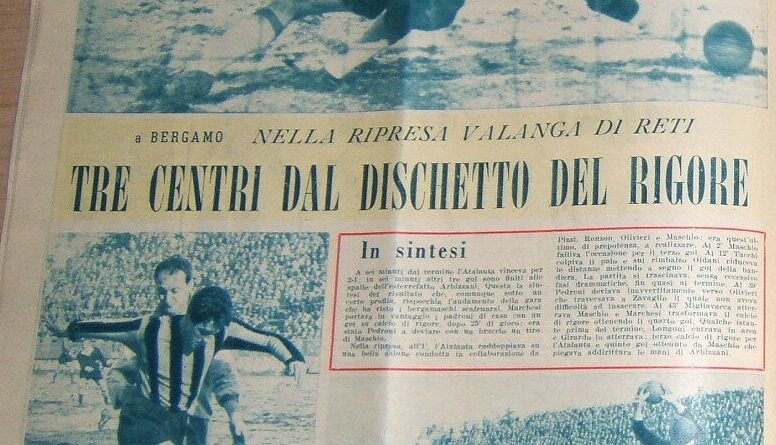 a BERGAMO NELLA RIPRESA VALANGA DI RETI
TRE CENTRI DAL DISCHETTO DEL RIGORE
In sintesi
A sei minuti dal termine l'Atalanta vinceva per
2-1: in sei minuti altri tre gol sono finiti alle
spalle dell'esterrefatto Arbizzani. Questa la sin-
tesi del risultato che, comunque sotto un
certo profilo, rispecchia l'andamento della gara
che ha visto i bergamaschi scatenarsi. Marchesi
portava in vantaggio i padroni di casa con un
gol su calcio di rigore, dopo 25' di gioco: era
stato Pedroni a deviare con un braccio un tiro
di Maschio.
Nella ripresa, all'1', l'Atalanta raddoppiava su
una bella azione condotta in collaborazione da
Pizzi, Ronzon, Olivieri e Maschio: era quest'ul-
timo, di prepotenza, a realizzare. Al 2' Maschio
falliva l'occasione per il terzo gol. Al 12' Tacchi
colpiva il palo e sul rimbalzo Oldani riduceva
le distanze mettendo a segno il gol della ban-
diera. La partita si trascinava, senza eccessive
fasi drammatiche, fin quasi al termine. Al 39'
Pedroni deviava inavvertitamente verso Olivieri
che traversava a Zavaglio il quale non aveva
difficoltà ad insaccare. Al 43' Migliavacca atter-
rava Maschio e Marchesi trasformava il calcio
di rigore ottenendo il quarto gol. Qualche istan-
te prima del termine, Longoni entrava in area
e Girardo lo atterrava: terzo calcio di rigore per
l'Atalanta e quinto gol ottenuto da Maschio che
piegava addirittura le mani di Arbizzani.